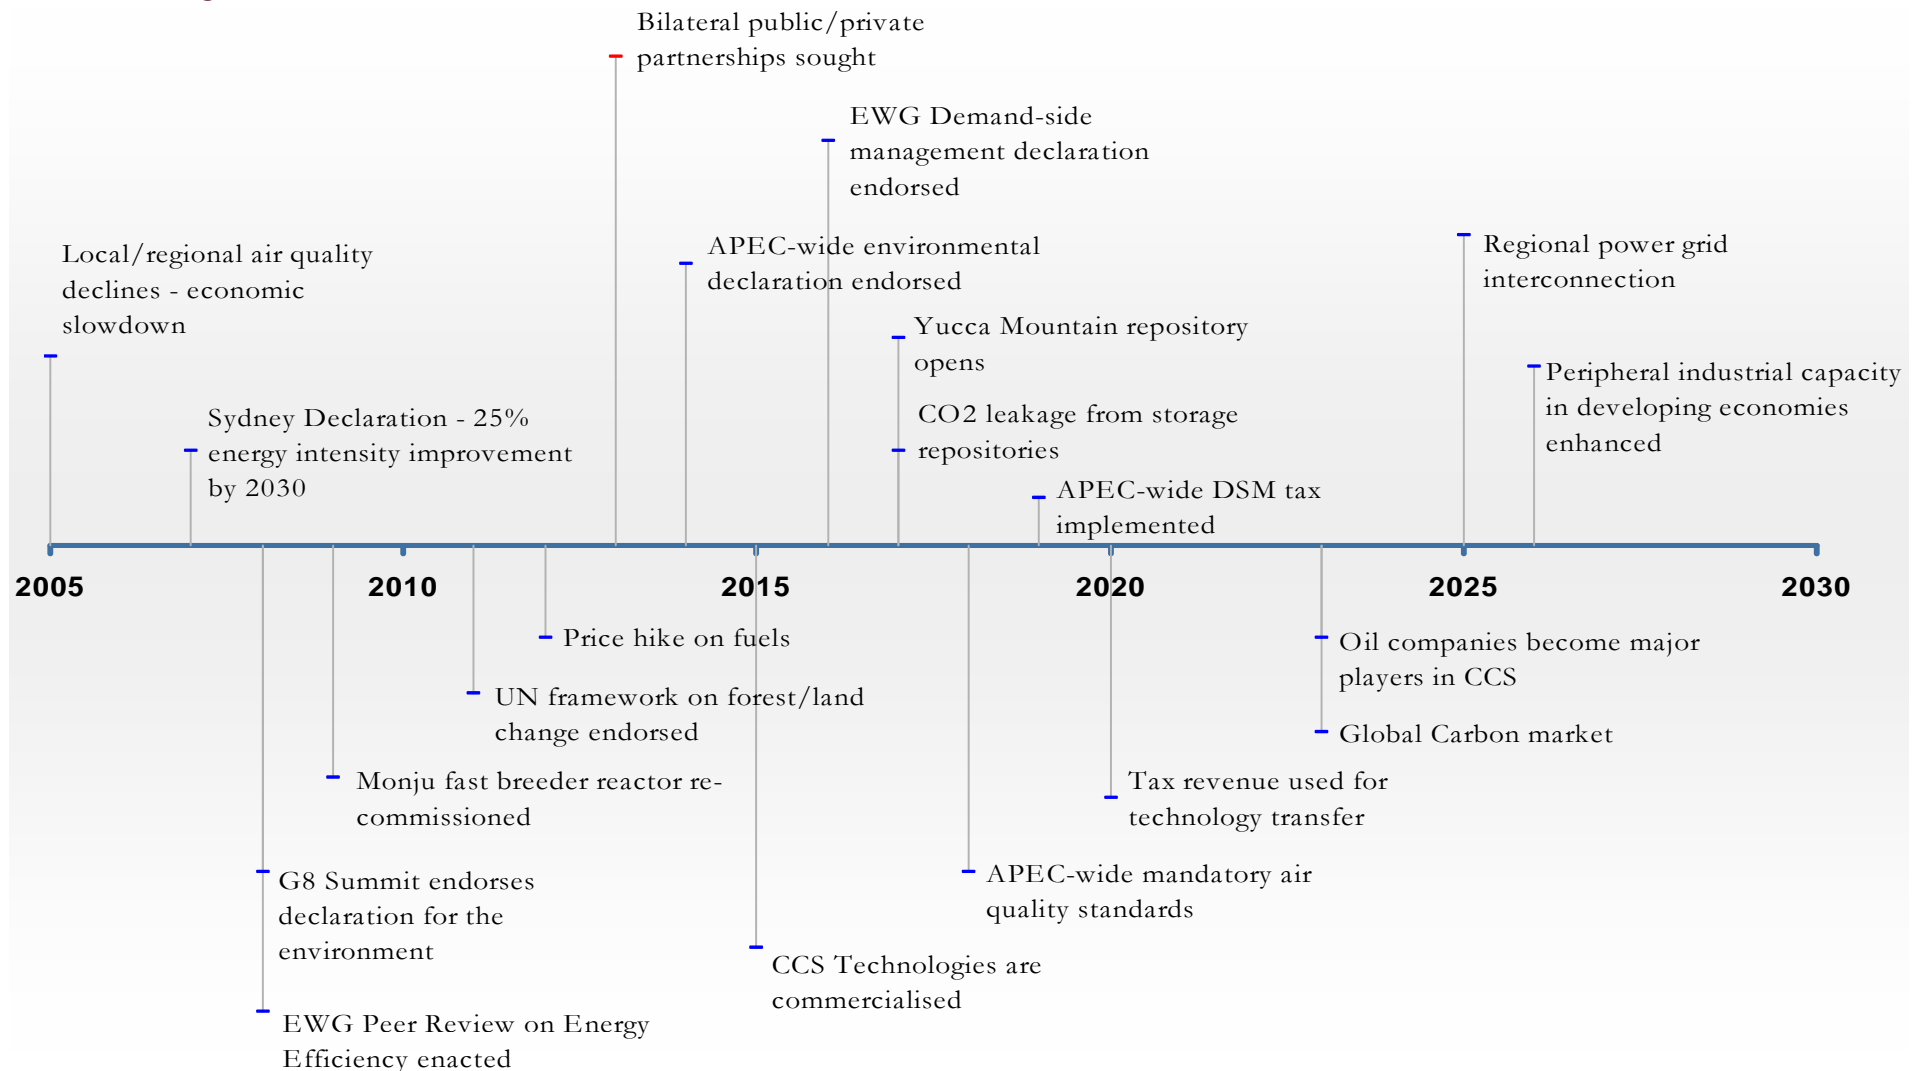 Bilateral public/private
partnerships sought
EWG Demand-side
management declaration
endorsed
Local/regional air quality
declines - economic
slowdown
APEC-wide environmental
declaration endorsed
Regional power grid
interconnection
Yucca Mountain repository
opens
Peripheral industrial capacity
in developing economies
enhanced
Sydney Declaration - 25%
energy intensity improvement
by 2030
CO2 leakage from storage
repositories
APEC-wide DSM tax
implemented
2005 2010 2015 2020 2025 2030
Price hike on fuels
Oil companies become major
players in CCS
UN framework on forest/land
change endorsed
Global Carbon market
Monju fast breeder reactor re-
commissioned
Tax revenue used for
technology transfer
G8 Summit endorses
declaration for the
environment
APEC-wide mandatory air
quality standards
CCS Technologies are
commercialised
EWG Peer Review on Energy
Efficiency enacted